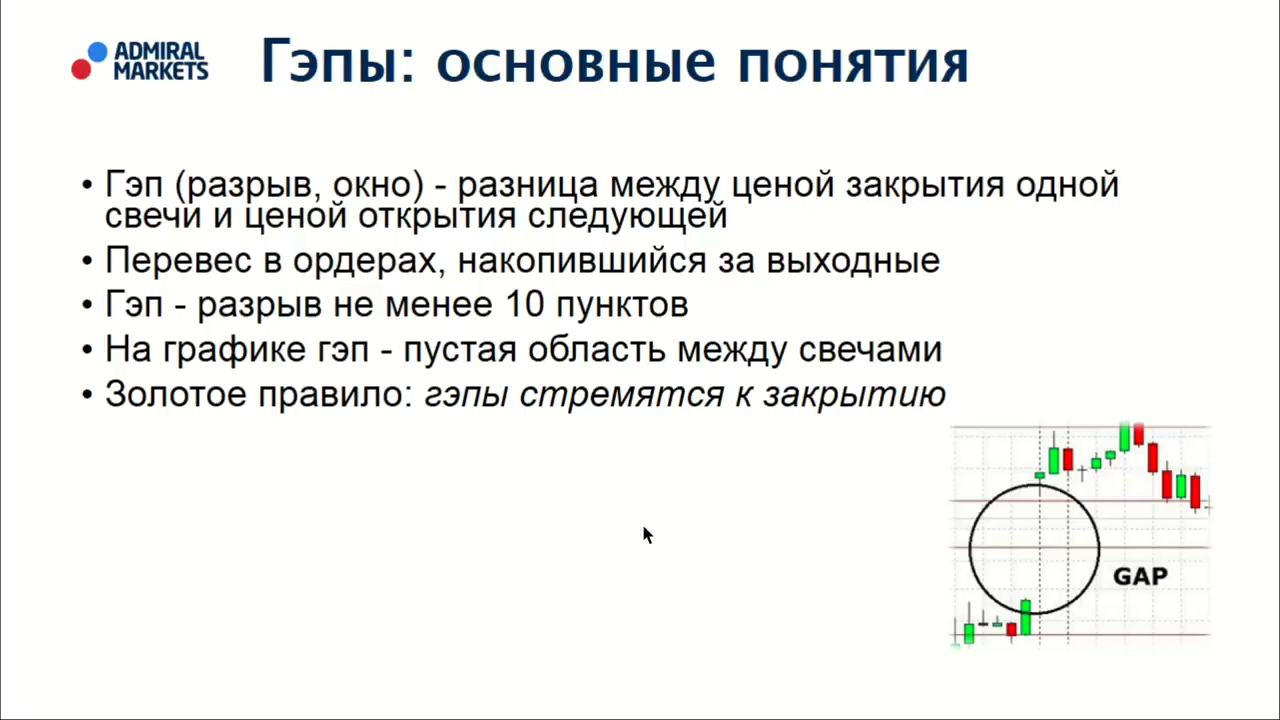 ADMIRAL
MARKETS
Гэпы: основные понятия
• Гэп (разрыв, окно) - разница между ценой закрытия одной
свечи и ценой открытия следующей
• Перевес в ордерах, накопившийся за выходные
• Гэп - разрыв не менее 10 пунктов
• На графике гэп - пустая область между свечами
• Золотое правило: гэпы стремятся к закрытию
GAP